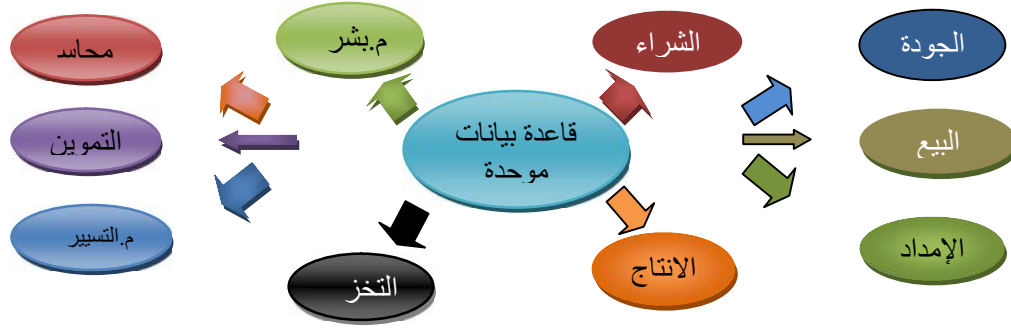 الجودة
الشراء
م.بشر
محاسد
قاعدة بيانات
موحدة
البيع
التموين
الإمداد
الانتاج
التخز
م.التسيير